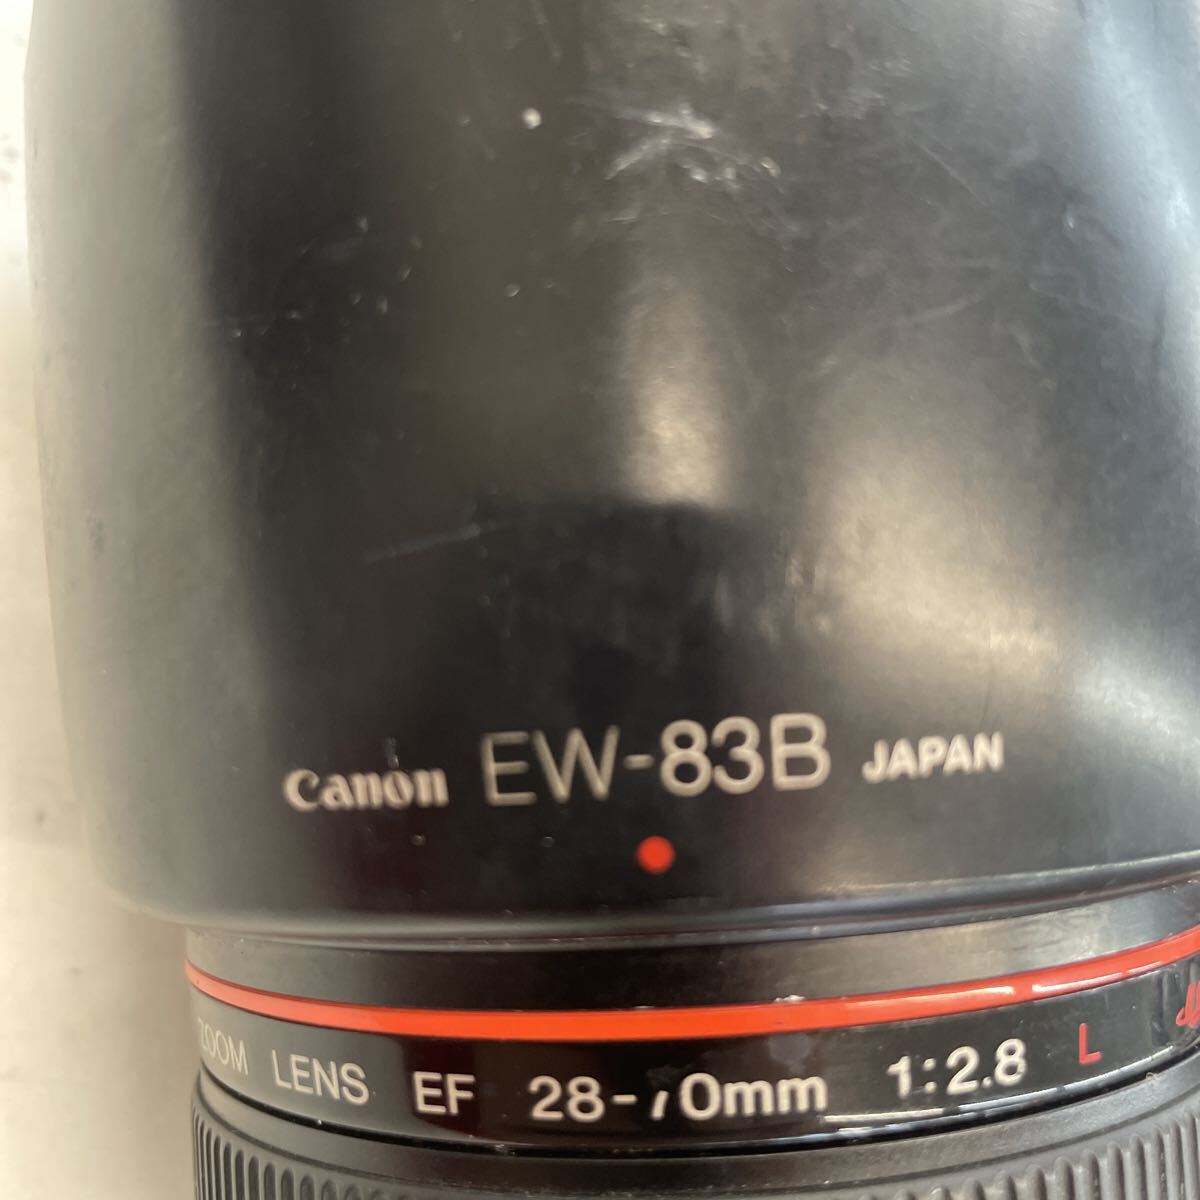 Canon EW-83B JAPAN
ZOOM LENS EF 28-70mm 1:2.8 L